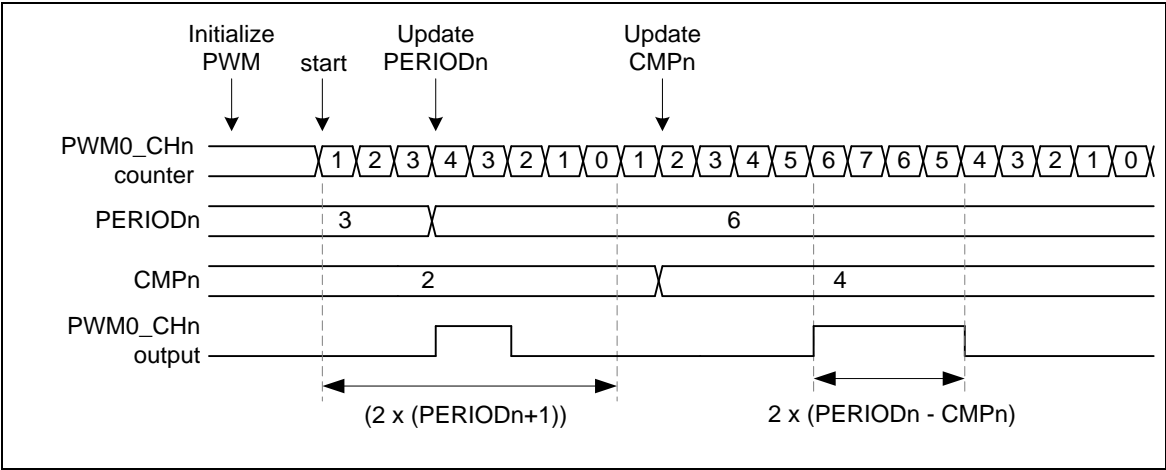 Initialize PWM
start
Update PERIODn
Update CMPn
PWM0_CHn counter
1 2 3 4 3 2 1 0 1 2 3 4 5 6 7 6 5 4 3 2 1 0
PERIODn
3
6
CMPn
2
4
PWM0_CHn output
(2 x (PERIODn+1))
2 x (PERIODn - CMPn)